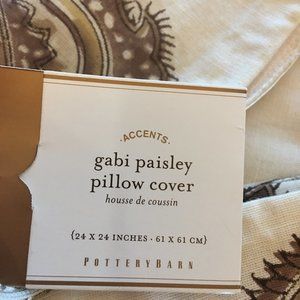 ·ACCENTS·
gabi paisley
pillow cover
housse de coussin
{24 X 24 INCHES · 61 X 61 CM}
POTTERYBARN